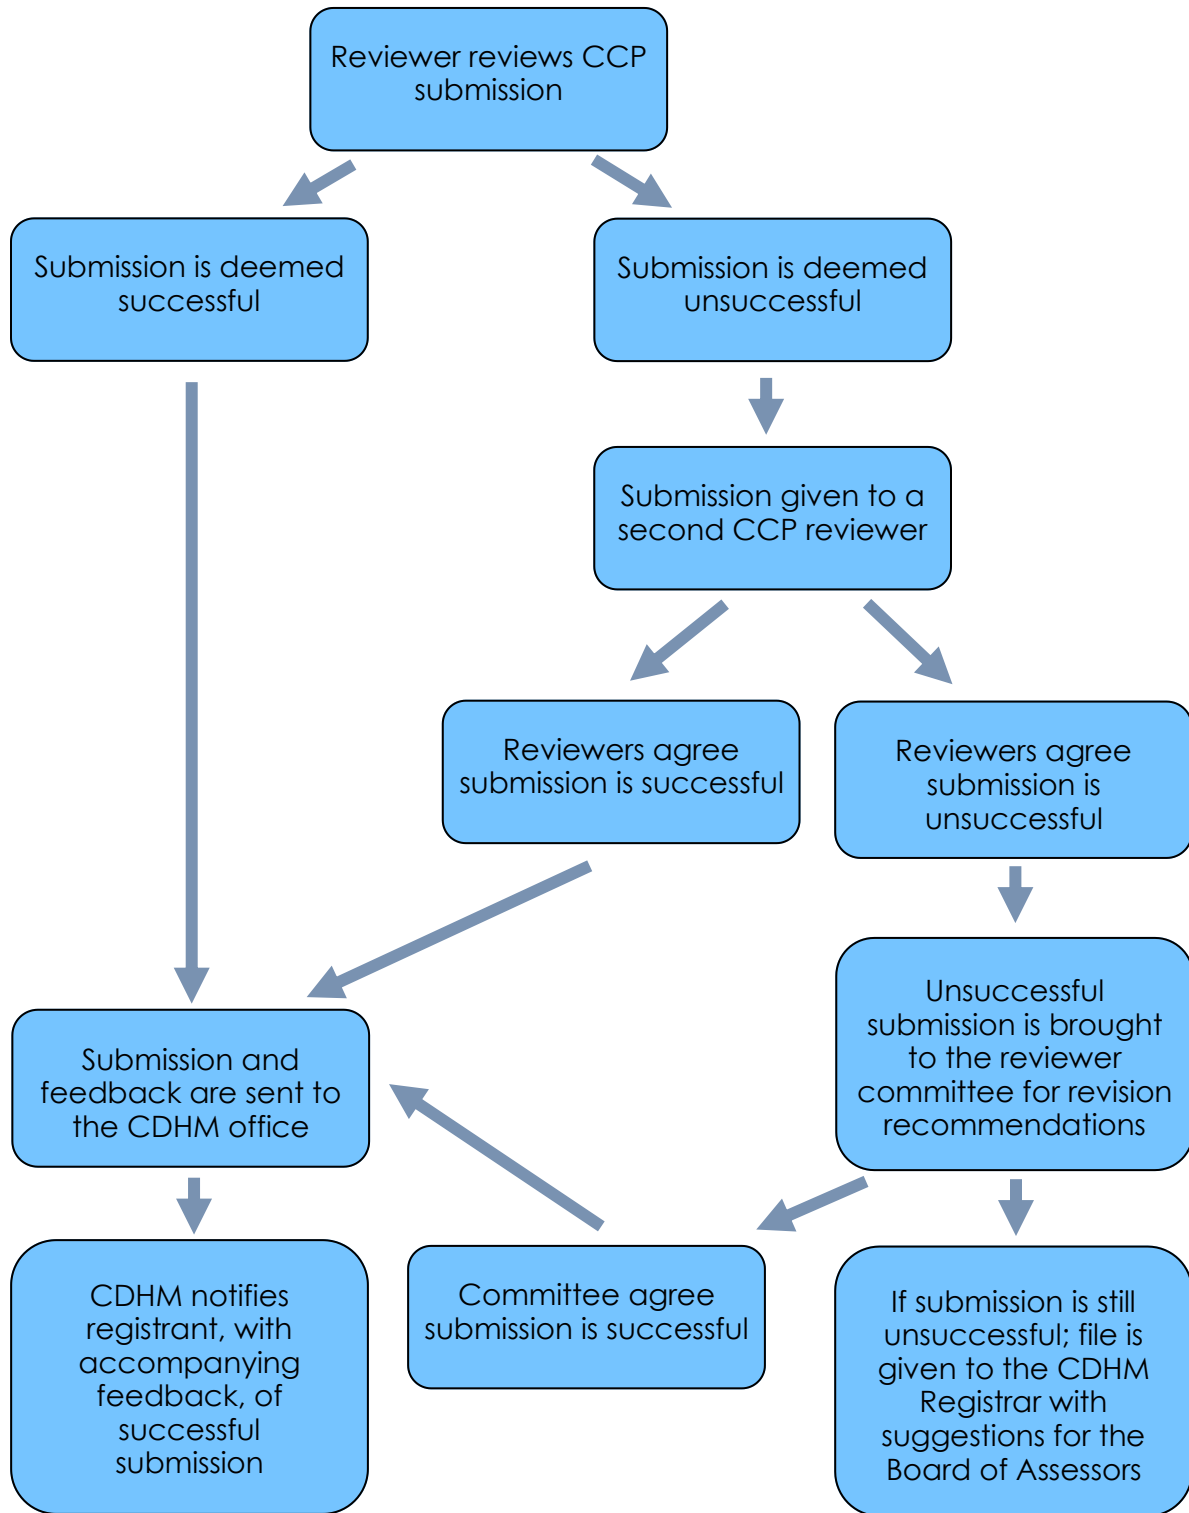 Reviewer reviews CCP
submission
Submission is deemed
successful
Submission is deemed
unsuccessful
Submission given to a
second CCP reviewer
Reviewers agree
submission is successful
Reviewers agree
submission is
unsuccessful
Unsuccessful
submission is brought
to the reviewer
committee for revision
recommendations
Submission and
feedback are sent to
the CDHM office
Committee agree
submission is successful
CDHM notifies
registrant, with
accompanying
feedback, of
successful
submission
If submission is still
unsuccessful; file is
given to the CDHM
Registrar with
suggestions for the
Board of Assessors